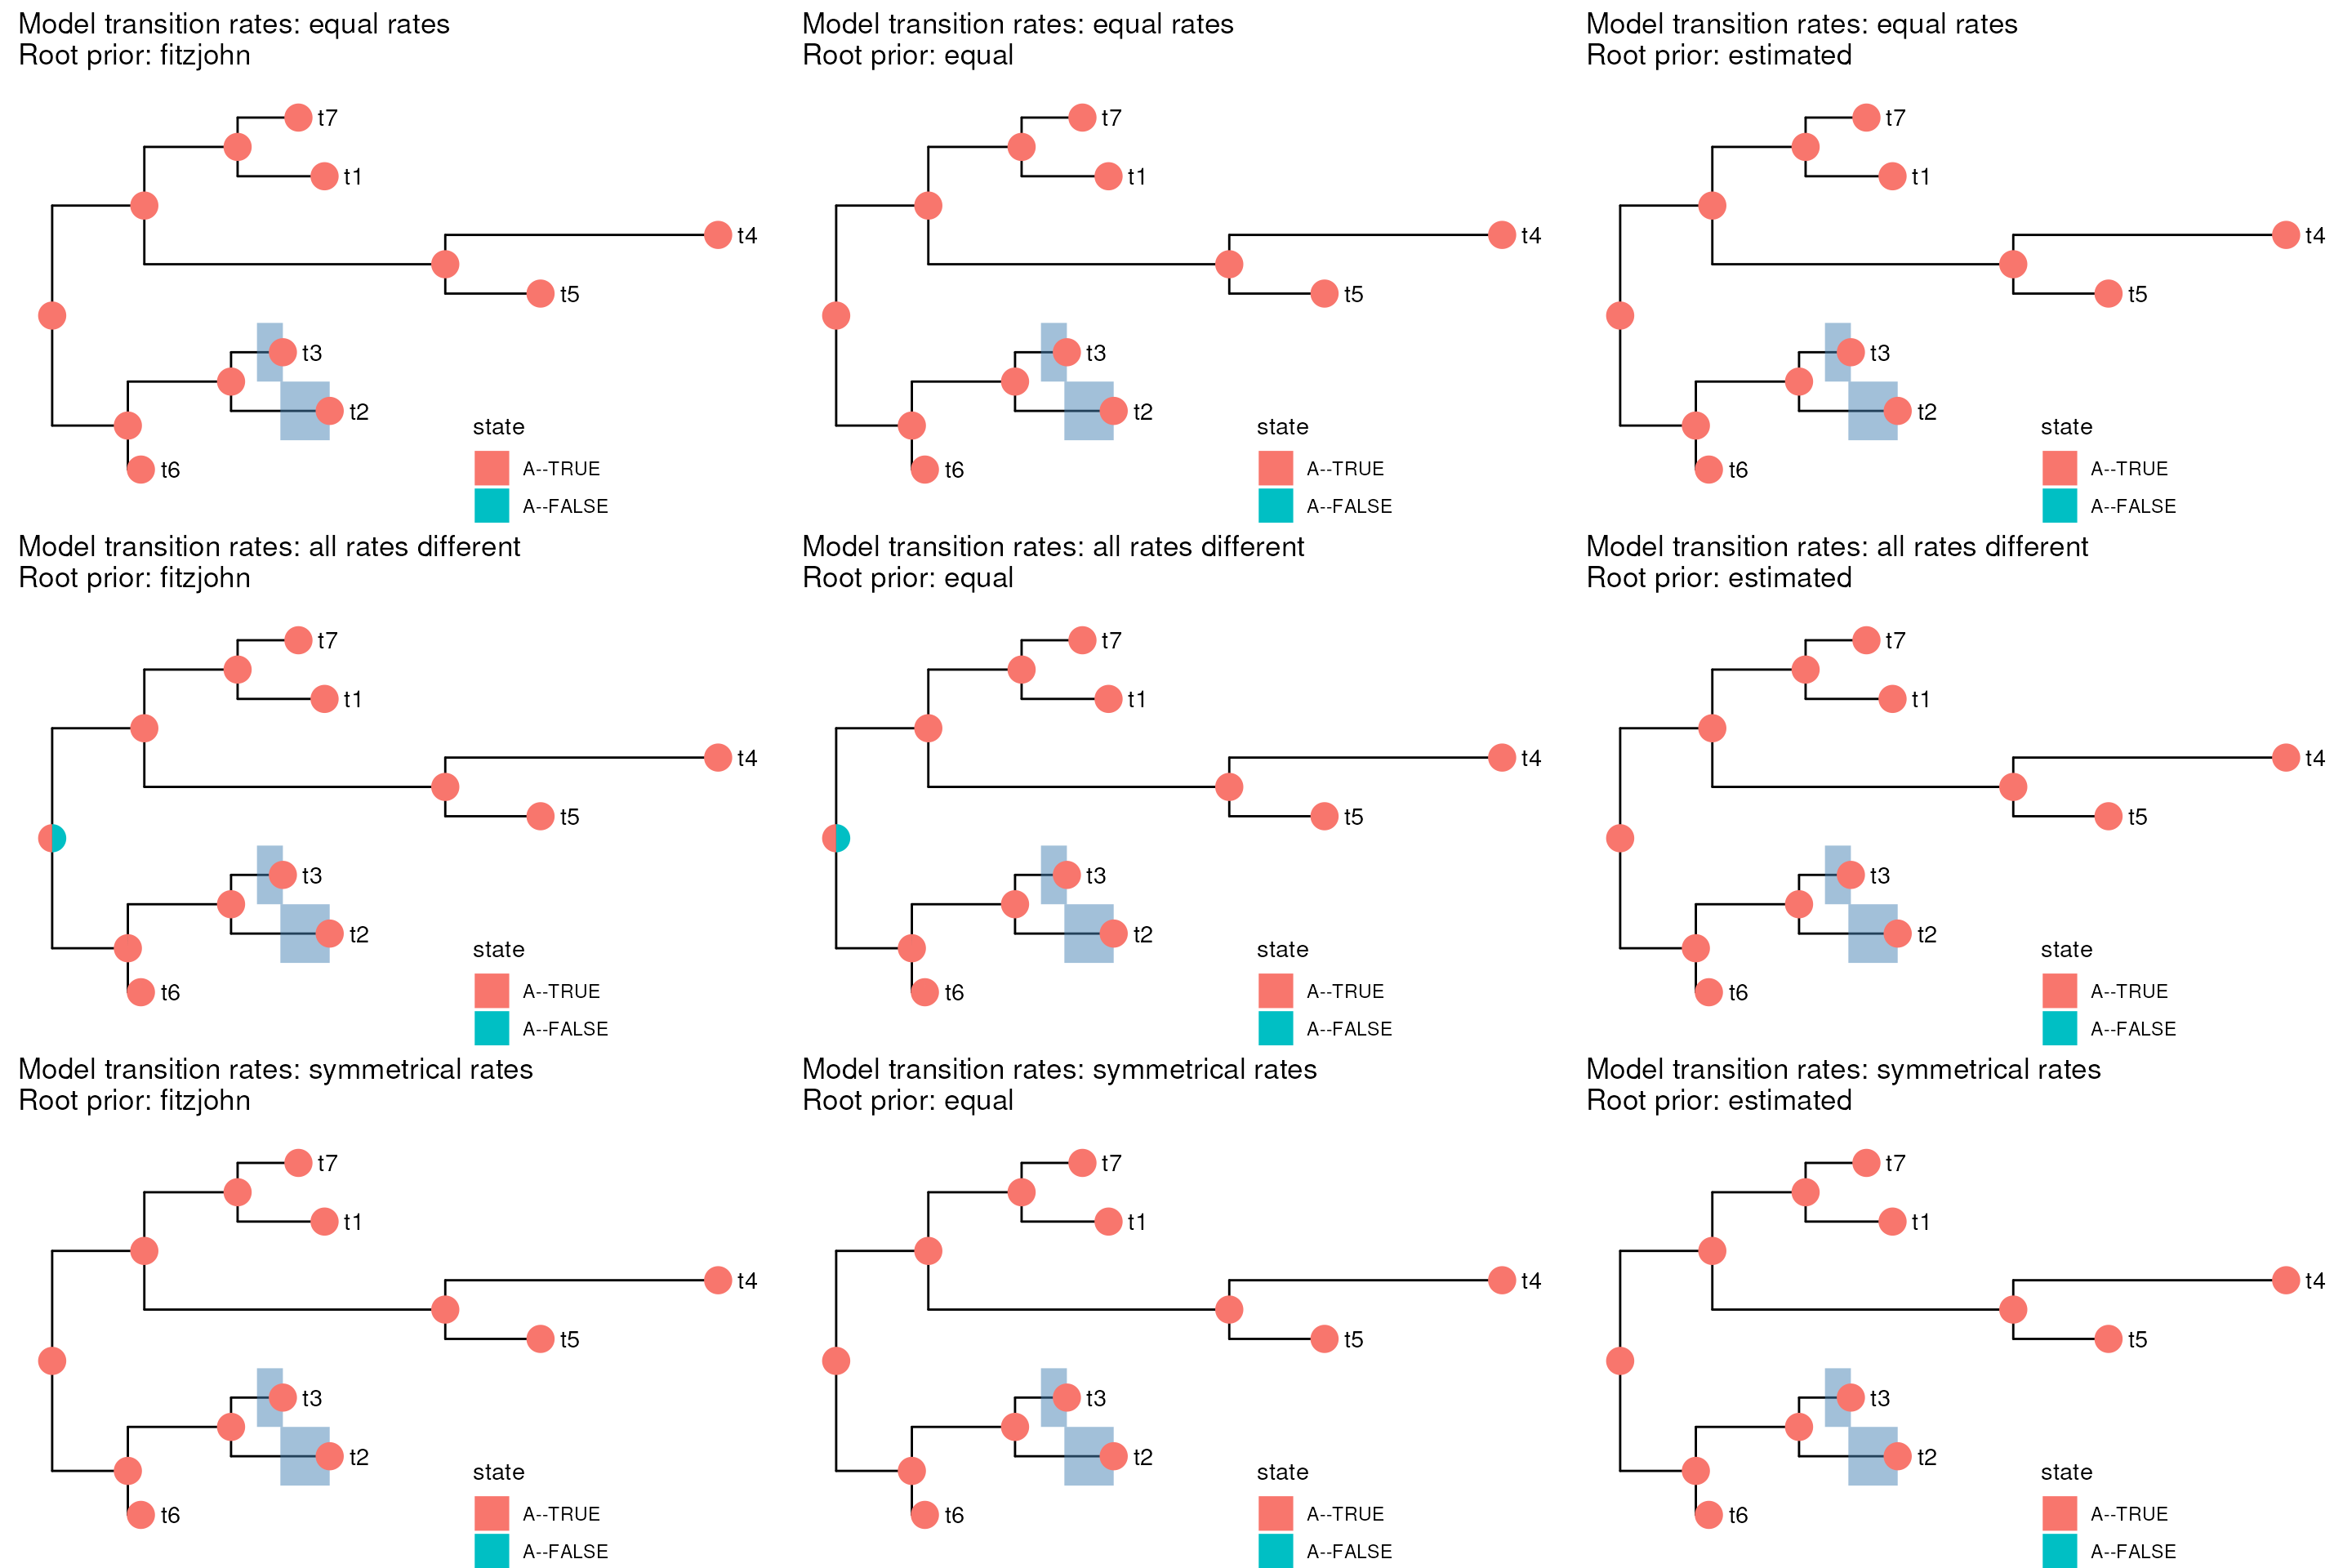 Model transition rates: equal rates
Root prior: fitzjohn
t7
t1
t4
t5
t3
t2
t6
state
A--TRUE
A--FALSE
Model transition rates: equal rates
Root prior: equal
t7
t1
t4
t5
t3
t2
t6
state
A--TRUE
A--FALSE
Model transition rates: equal rates
Root prior: estimated
t7
t1
t4
t5
t3
t2
t6
state
A--TRUE
A--FALSE
Model transition rates: all rates different
Root prior: fitzjohn
t7
t1
t4
t5
t3
t2
t6
state
A--TRUE
A--FALSE
Model transition rates: all rates different
Root prior: equal
t7
t1
t4
t5
t3
t2
t6
state
A--TRUE
A--FALSE
Model transition rates: all rates different
Root prior: estimated
t7
t1
t4
t5
t3
t2
t6
state
A--TRUE
A--FALSE
Model transition rates: symmetrical rates
Root prior: fitzjohn
t7
t1
t4
t5
t3
t2
t6
state
A--TRUE
A--FALSE
Model transition rates: symmetrical rates
Root prior: equal
t7
t1
t4
t5
t3
t2
t6
state
A--TRUE
A--FALSE
Model transition rates: symmetrical rates
Root prior: estimated
t7
t1
t4
t5
t3
t2
t6
state
A--TRUE
A--FALSE